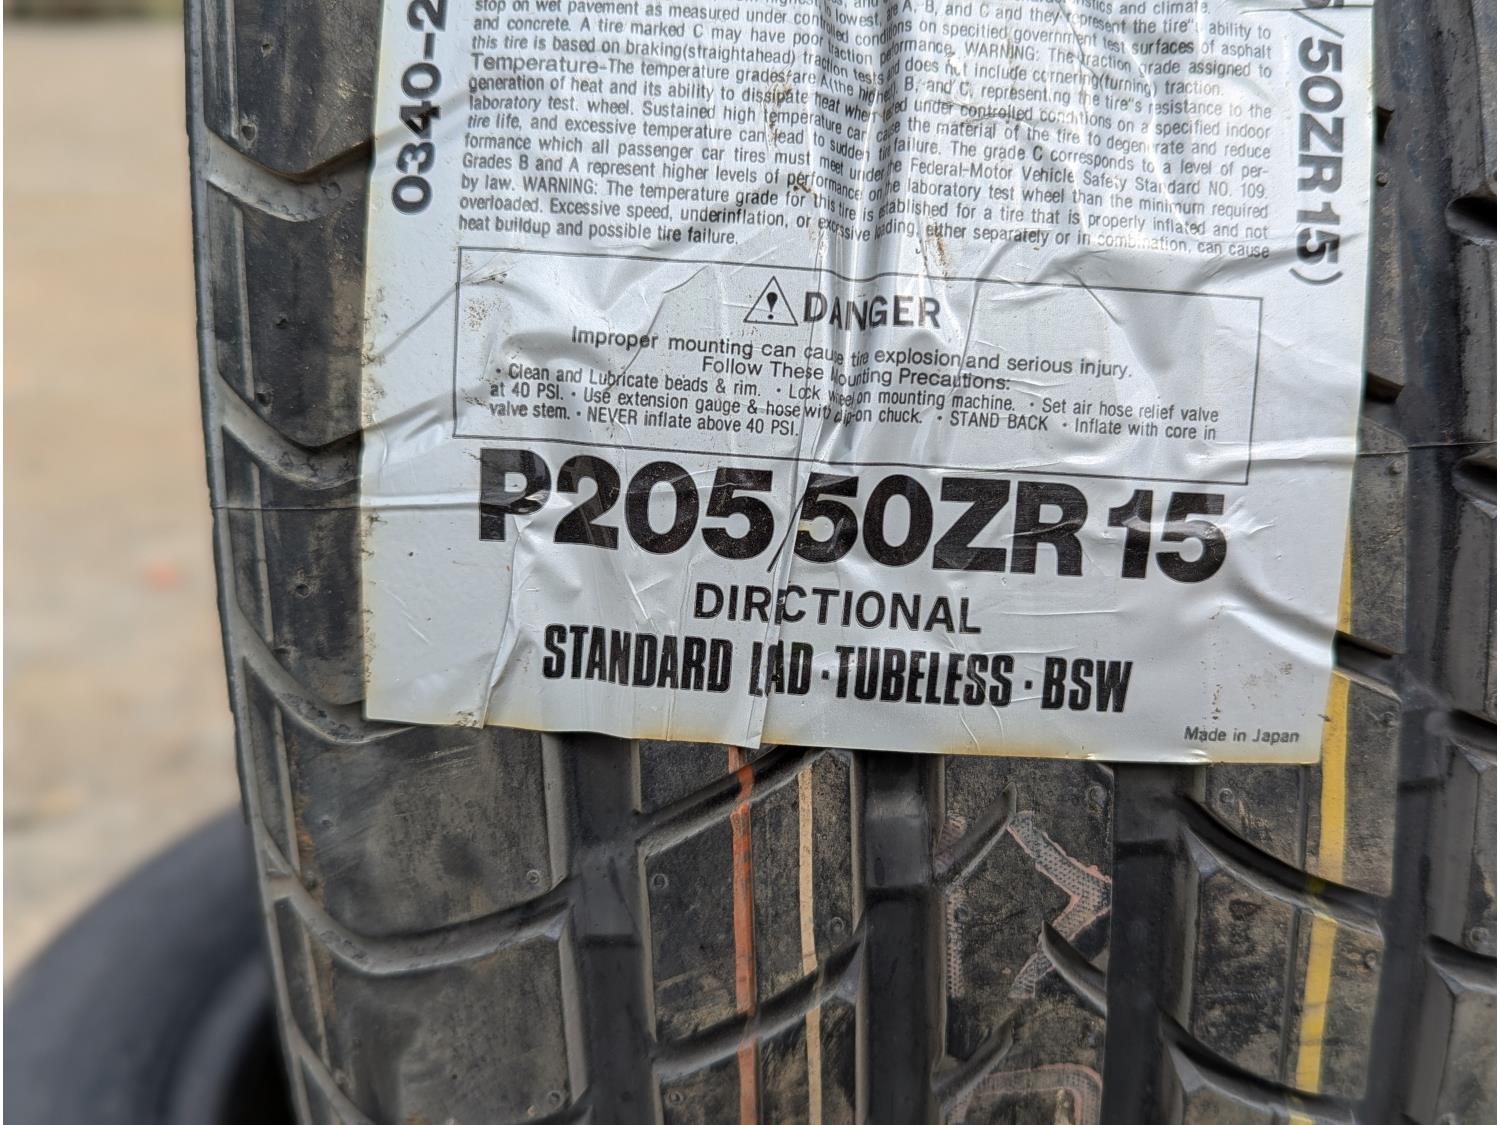 stop on wet pavement as measured under controlled conditions on specified government test surfaces of asphalt
and concrete. A tire marked C may have poor traction performance. WARNING: The traction grade assigned to
this tire is based on braking(straightahead) traction tests and does not include cornering(turning) traction.
Temperature-The temperature grades are A(the highest), B, and C, representing the tire"s resistance to the
generation of heat and its ability to dissipate heat when tested under controlled conditions on a specified indoor
laboratory test. wheel. Sustained high temperature can cause the material of the tire to degenerate and reduce
tire life, and excessive temperature can lead to sudden tire failure. The grade C corresponds to a level of per-
formance which all passenger car tires must meet under the Federal-Motor Vehicle Safety Standard NO. 109.
Grades B and A represent higher levels of performance on the laboratory test wheel than the minimum required
by law. WARNING: The temperature grade for this tire is established for a tire that is properly inflated and not
overloaded. Excessive speed, underinflation, or excessive loading, either separately or in combination, can cause
heat buildup and possible tire failure.
0340-2
/50ZR15)
DANGER
Improper mounting can cause tire explosion and serious injury.
Follow These Mounting Precautions:
• Clean and Lubricate beads & rim. • Lock wheel on mounting machine. • Set air hose relief valve
at 40 PSI. • Use extension gauge & hose with clip-on chuck. • STAND BACK • Inflate with core in
valve stem. • NEVER inflate above 40 PSI.
P205/50ZR15
DIRECTIONAL
STANDARD LOAD · TUBELESS · BSW
Made in Japan